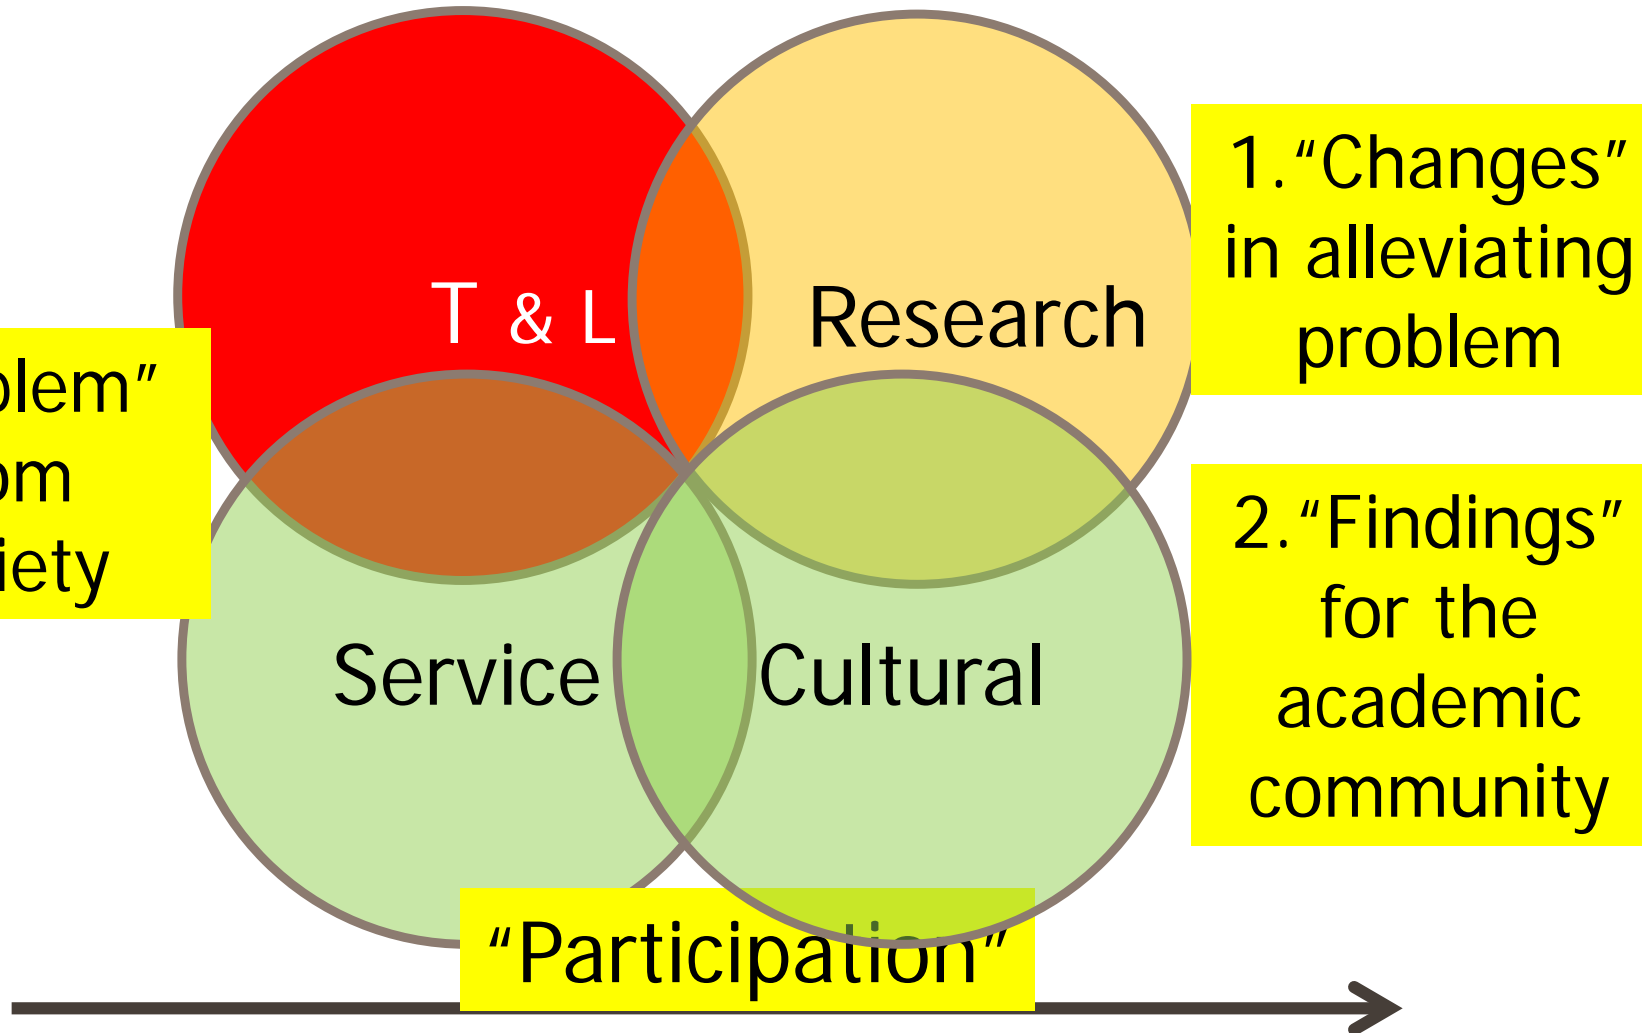 T & L
Research
1. “Changes”
in alleviating
problem
blem”
om
iety
2. “Findings”
for the
academic
community
Service
Cultural
“Participation”